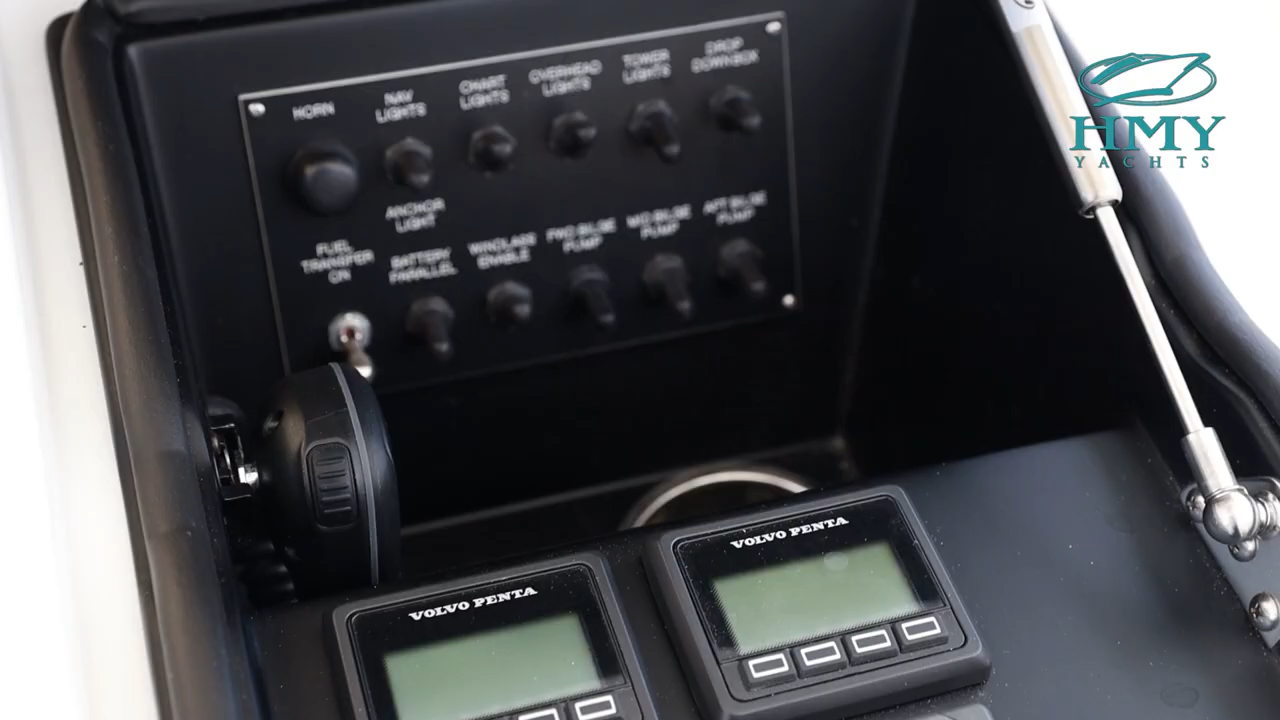 HORN
NAV
LIGHTS
CHART
LIGHTS
OVERHEAD
LIGHTS
TOWER
LIGHTS
DROP
DOWN BOX
ANCHOR
LIGHT
FUEL
TRANSFER
ON
BATTERY
PARALLEL
WINDLASS
ENABLE
FWD BILGE
PUMP
MID BILGE
PUMP
AFT BILGE
PUMP
VOLVO PENTA
VOLVO PENTA
HMY
YACHTS